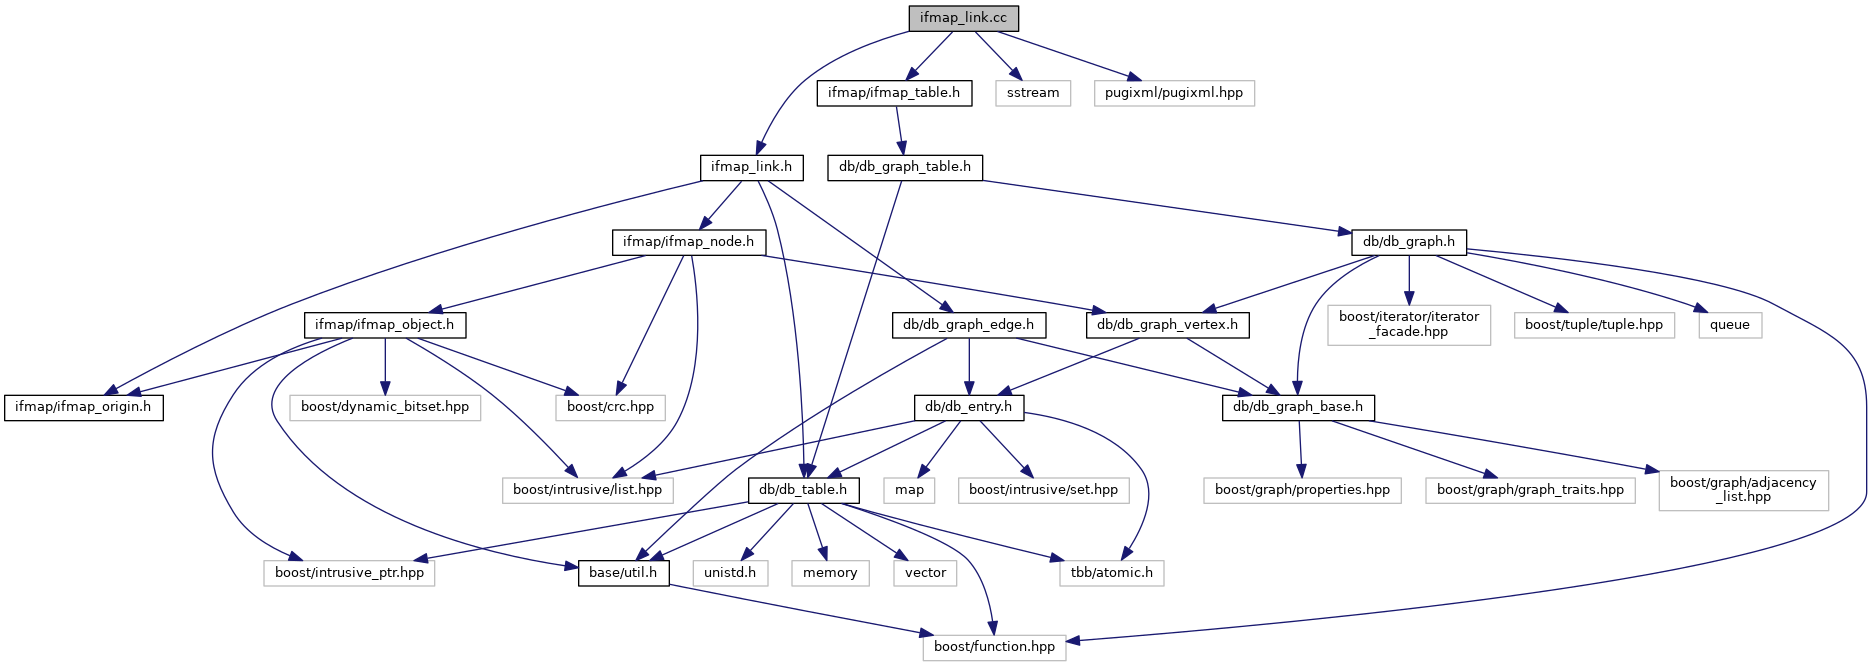 ifmap_link.cc
ifmap/ifmap_table.h
sstream
pugixml/pugixml.hpp
ifmap_link.h
db/db_graph_table.h
ifmap/ifmap_node.h
db/db_graph.h
ifmap/ifmap_object.h
db/db_graph_edge.h
db/db_graph_vertex.h
boost/iterator/iterator
_facade.hpp
boost/tuple/tuple.hpp
queue
ifmap/ifmap_origin.h
boost/dynamic_bitset.hpp
boost/crc.hpp
db/db_entry.h
db/db_graph_base.h
boost/intrusive/list.hpp
db/db_table.h
map
boost/intrusive/set.hpp
boost/graph/properties.hpp
boost/graph/graph_traits.hpp
boost/graph/adjacency
_list.hpp
boost/intrusive_ptr.hpp
base/util.h
unistd.h
memory
vector
tbb/atomic.h
boost/function.hpp